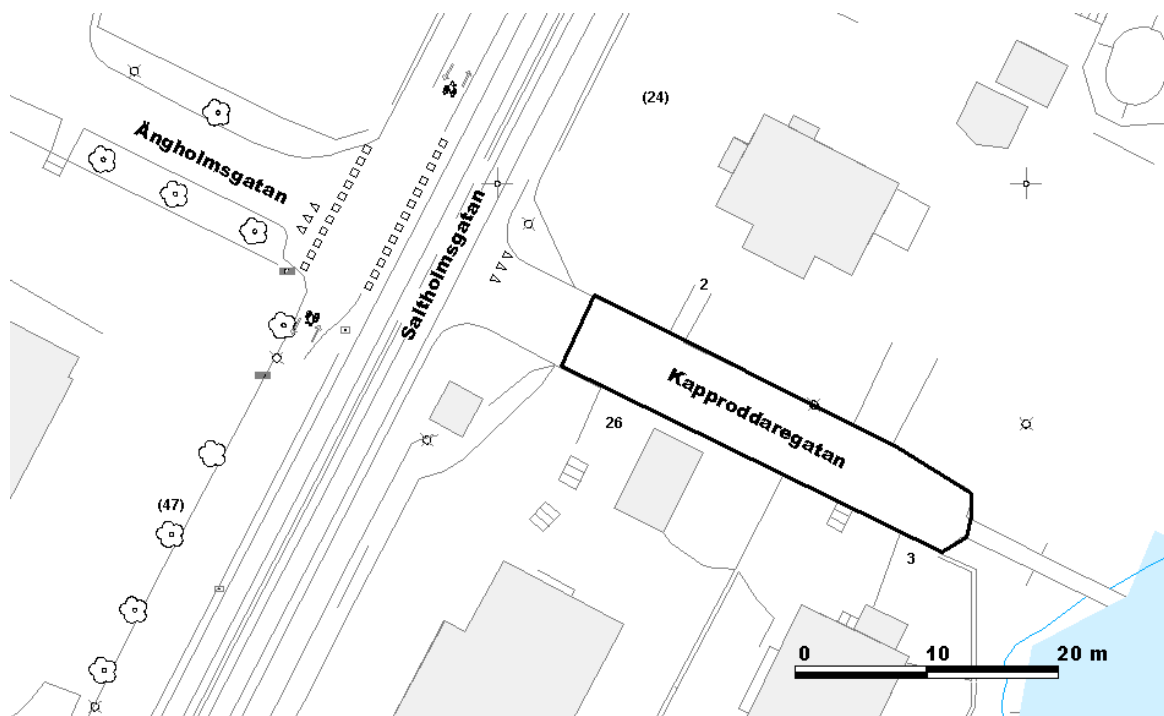 (24)
Ängholmsgatan
Saltholmsgatan
2
Kapproddaregatan
26
(47)
3
0 10 20 m